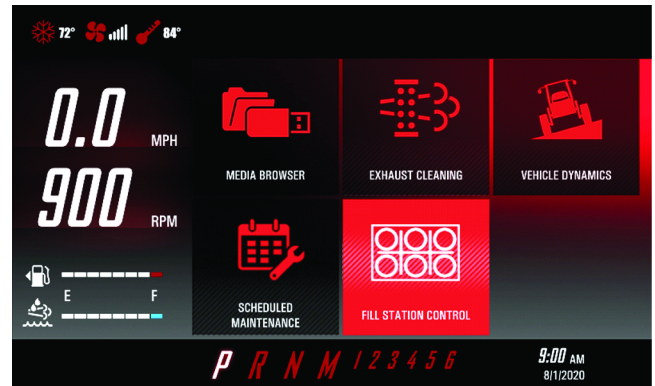 72° 84°
0.0 MPH
MEDIA BROWSER
EXHAUST CLEANING
VEHICLE DYNAMICS
900 RPM
E F
SCHEDULED
MAINTENANCE
FILL STATION CONTROL
P R N M 1 2 3 4 5 6
9:00 AM
8/1/2020